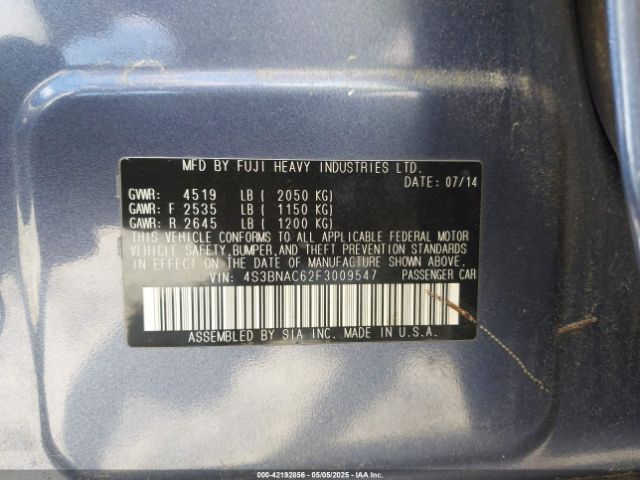 MFD BY FUJI HEAVY INDUSTRIES LTD.
DATE: 07/14
GVWR: 4519 LB ( 2050 KG)
GAWR: F 2535 LB ( 1150 KG)
GAWR: R 2645 LB ( 1200 KG)
THIS VEHICLE CONFORMS TO ALL APPLICABLE FEDERAL MOTOR
VEHICLE SAFETY,BUMPER,AND THEFT PREVENTION STANDARDS
IN EFFECT ON THE DATE OF MANUFACTURE SHOWN ABOVE.
VIN: 4S3BNAC62F3009547 PASSENGER CAR
ASSEMBLED BY SIA INC. MADE IN U.S.A.
000-42192856 - 05/05/2025 - IAA Inc.